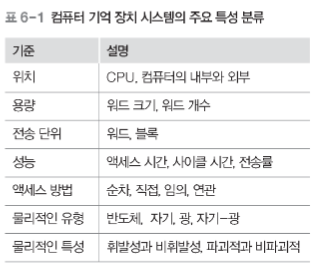 표 6-1 컴퓨터 기억 장치 시스템의 주요 특성 분류
기준 설명
위치 CPU, 컴퓨터의 내부와 외부
용량 워드 크기, 워드 개수
전송 단위 워드, 블록
성능 액세스 시간, 사이클 시간, 전송률
액세스 방법 순차, 직접, 임의, 연관
물리적인 유형 반도체, 자기, 광, 자기-광
물리적인 특성 휘발성과 비휘발성, 파괴적과 비파괴적